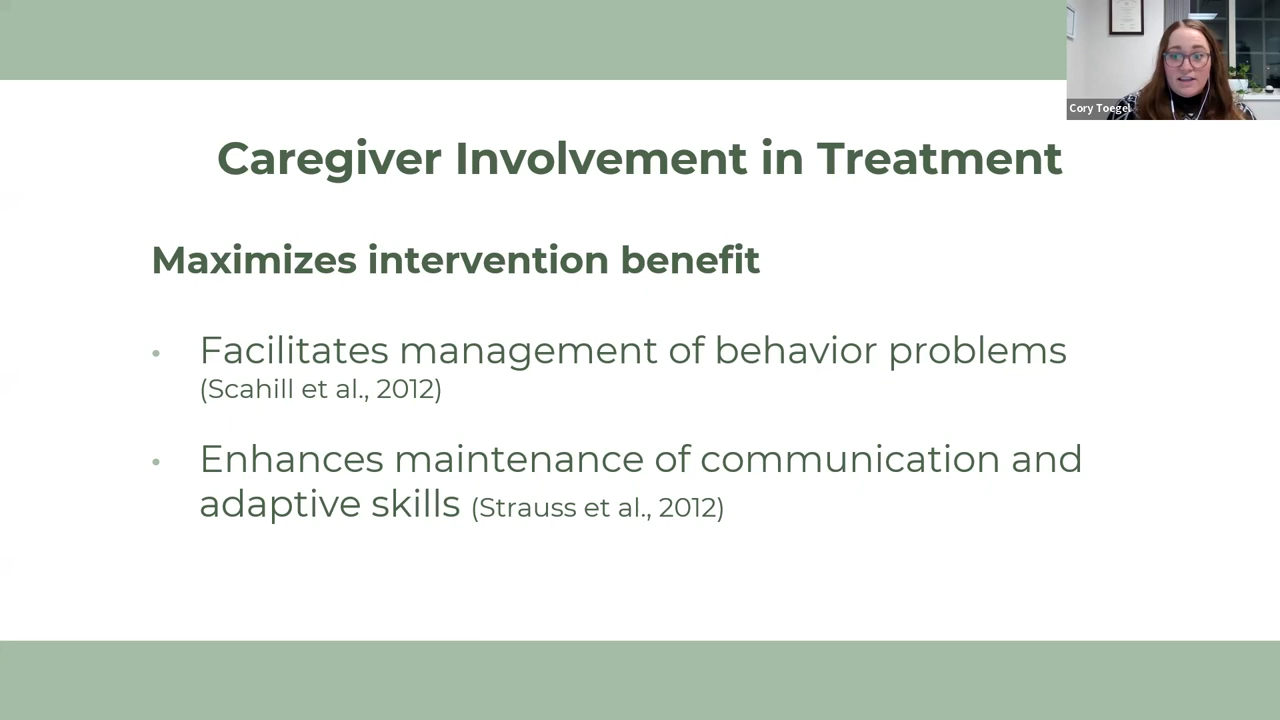 Cory Toegel
Caregiver Involvement in Treatment
Maximizes intervention benefit
• Facilitates management of behavior problems
(Scahill et al., 2012)
• Enhances maintenance of communication and
adaptive skills (Strauss et al., 2012)